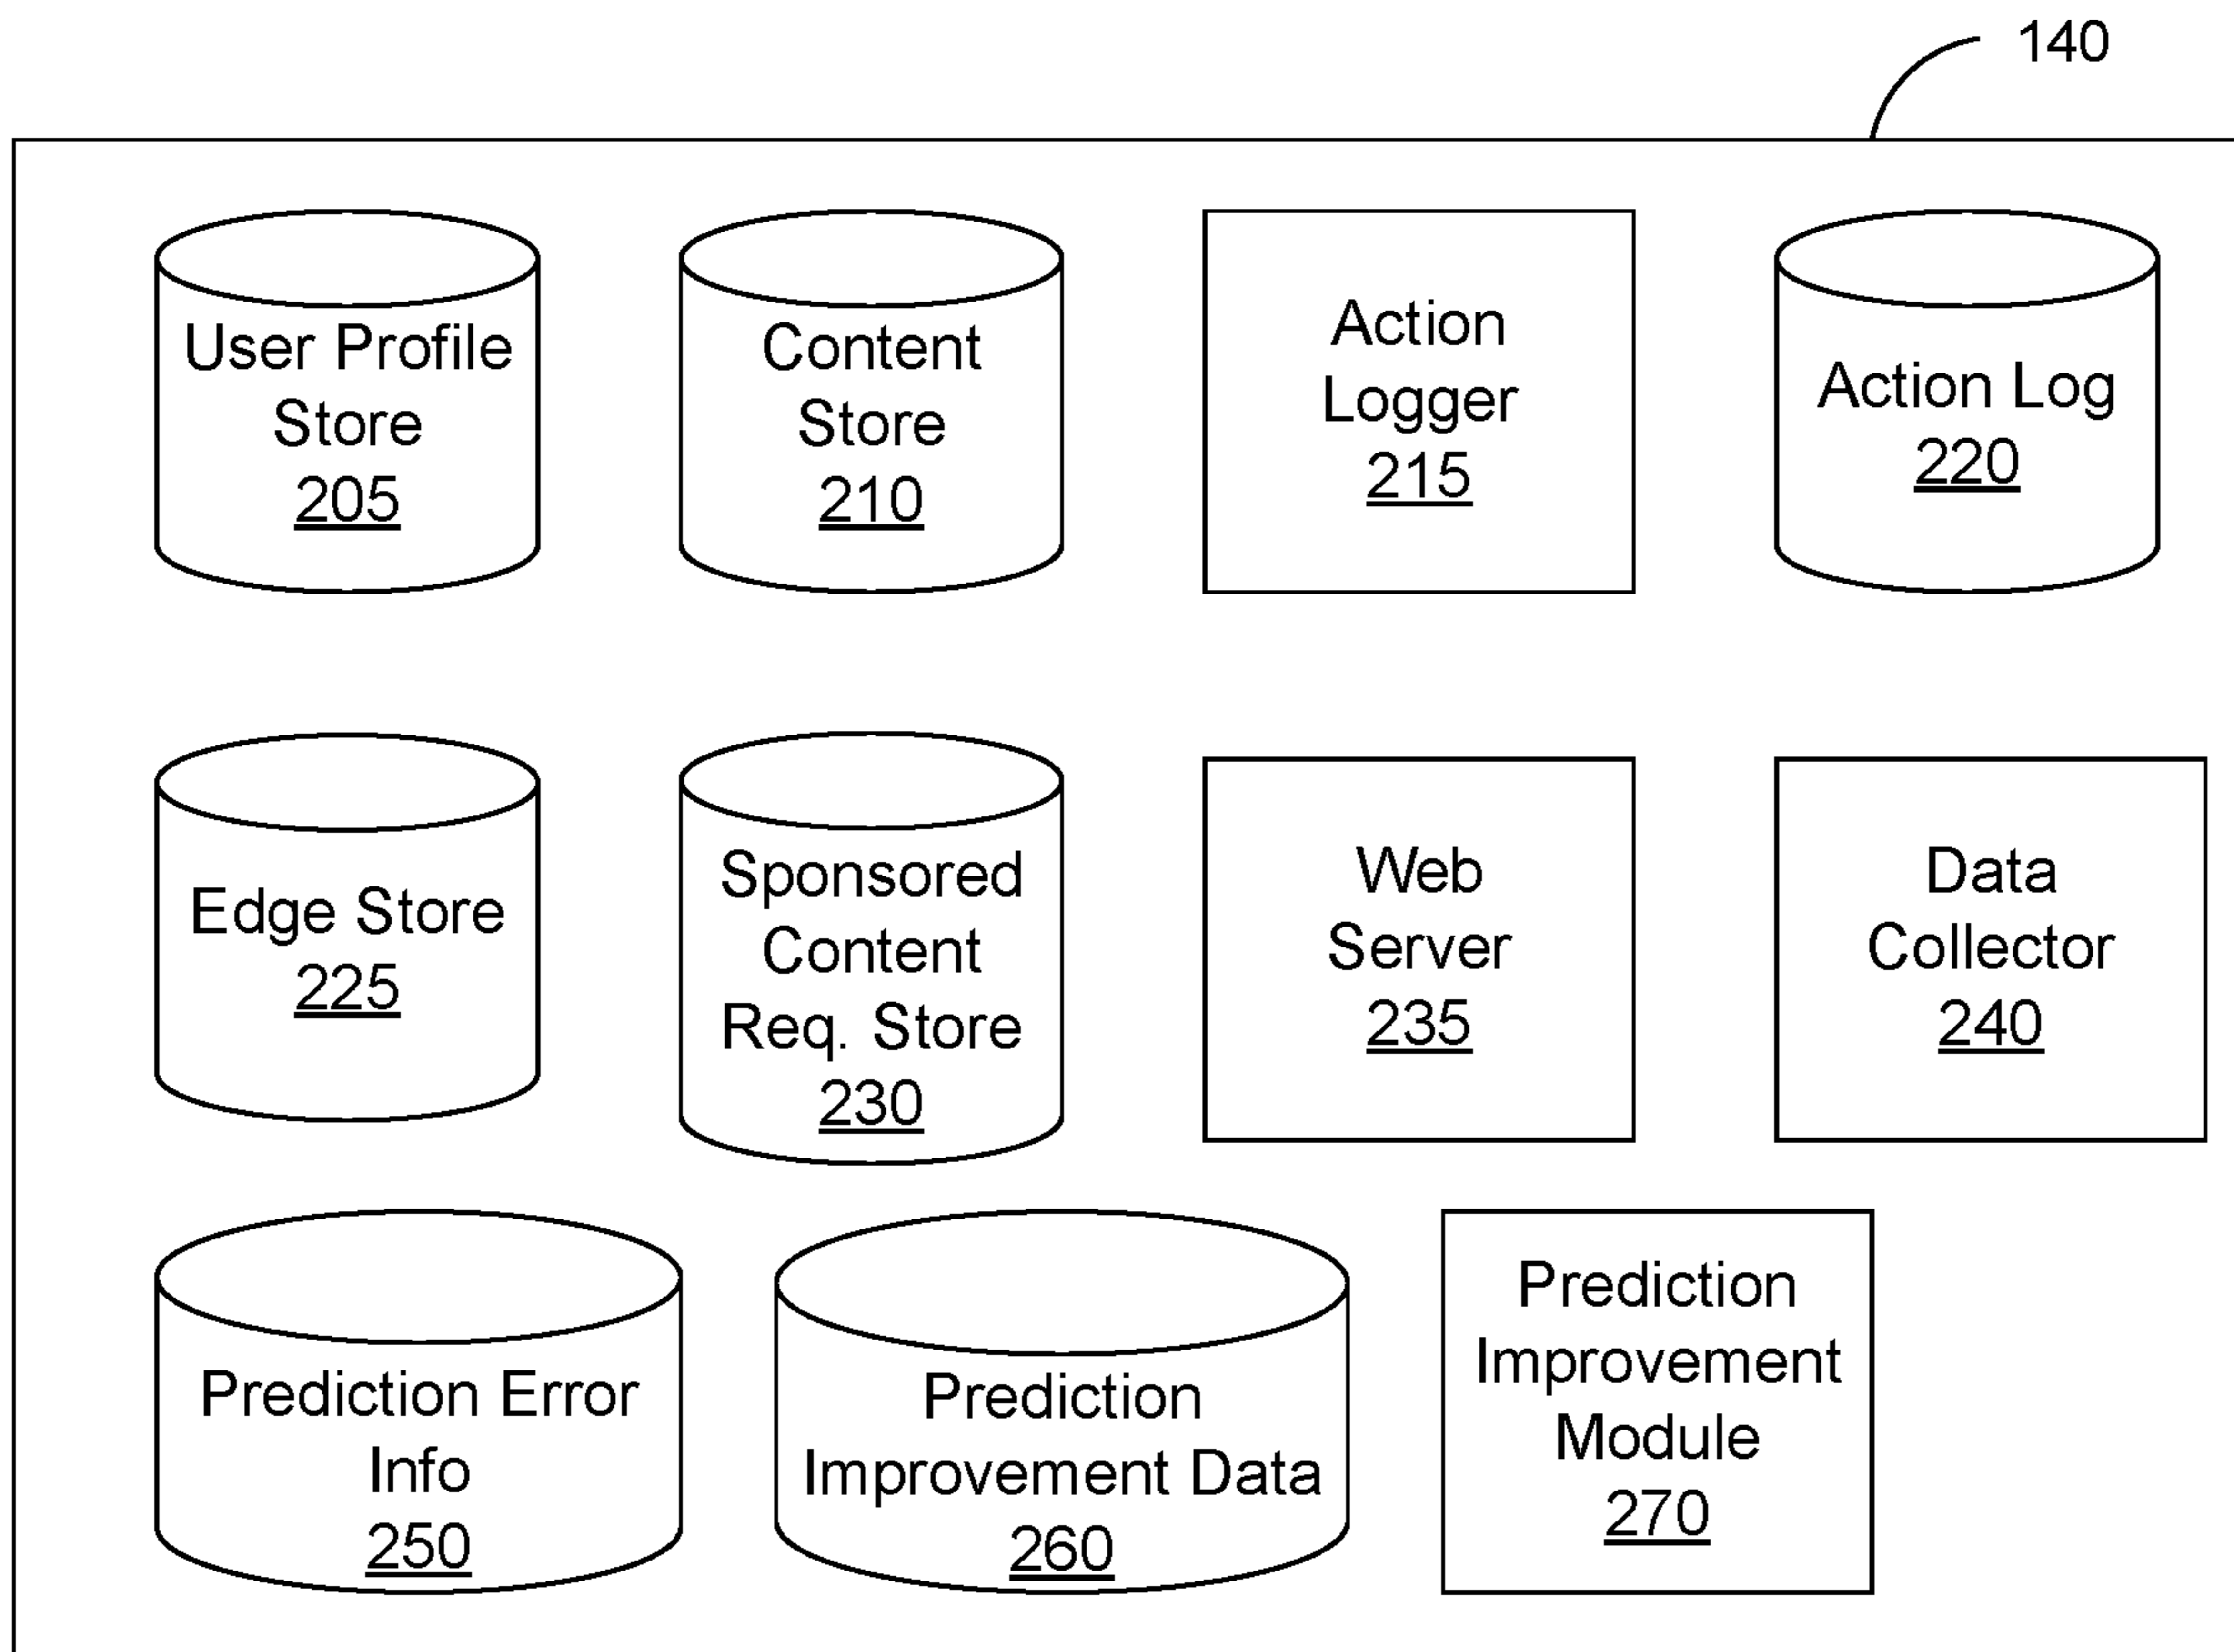 140
User Profile
Store
205
Content
Store
210
Action
Logger
215
Action Log
220
Edge Store
225
Sponsored
Content
Req. Store
230
Web
Server
235
Data
Collector
240
Prediction Error
Info
250
Prediction
Improvement Data
260
Prediction
Improvement
Module
270